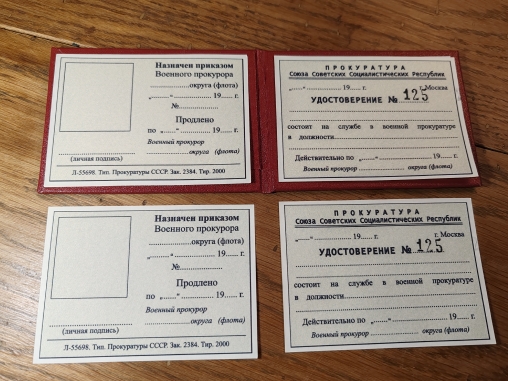 Назначен приказом
Военного прокурора
..................округа (флота)
„......“ .................. 19...... г.
№..................
Продлено
по „......“ .................. 19...... г.
Военный прокурор
.................. округа (флота)
(личная подпись)
Л-55698. Тип. Прокуратуры СССР. Зак. 2384. Тир. 2000
ПРОКУРАТУРА
Союза Советских Социалистических Республик
„......“ .................. 19...... г. г. Москва
УДОСТОВЕРЕНИЕ № 125
состоит на службе в военной прокуратуре
в должности..................
Действительно по „......“ .................. 19...... г.
Военный прокурор .................. округа (флота)
Назначен приказом
Военного прокурора
..................округа (флота)
„......“ .................. 19...... г.
№..................
Продлено
по „......“ .................. 19...... г.
Военный прокурор
.................. округа (флота)
(личная подпись)
Л-55698. Тип. Прокуратуры СССР. Зак. 2384. Тир. 2000
ПРОКУРАТУРА
Союза Советских Социалистических Республик
„......“ .................. 19...... г. г. Москва
УДОСТОВЕРЕНИЕ № 125
состоит на службе в военной прокуратуре
в должности..................
Действительно по „......“ .................. 19...... г.
Военный прокурор .................. округа (флота)